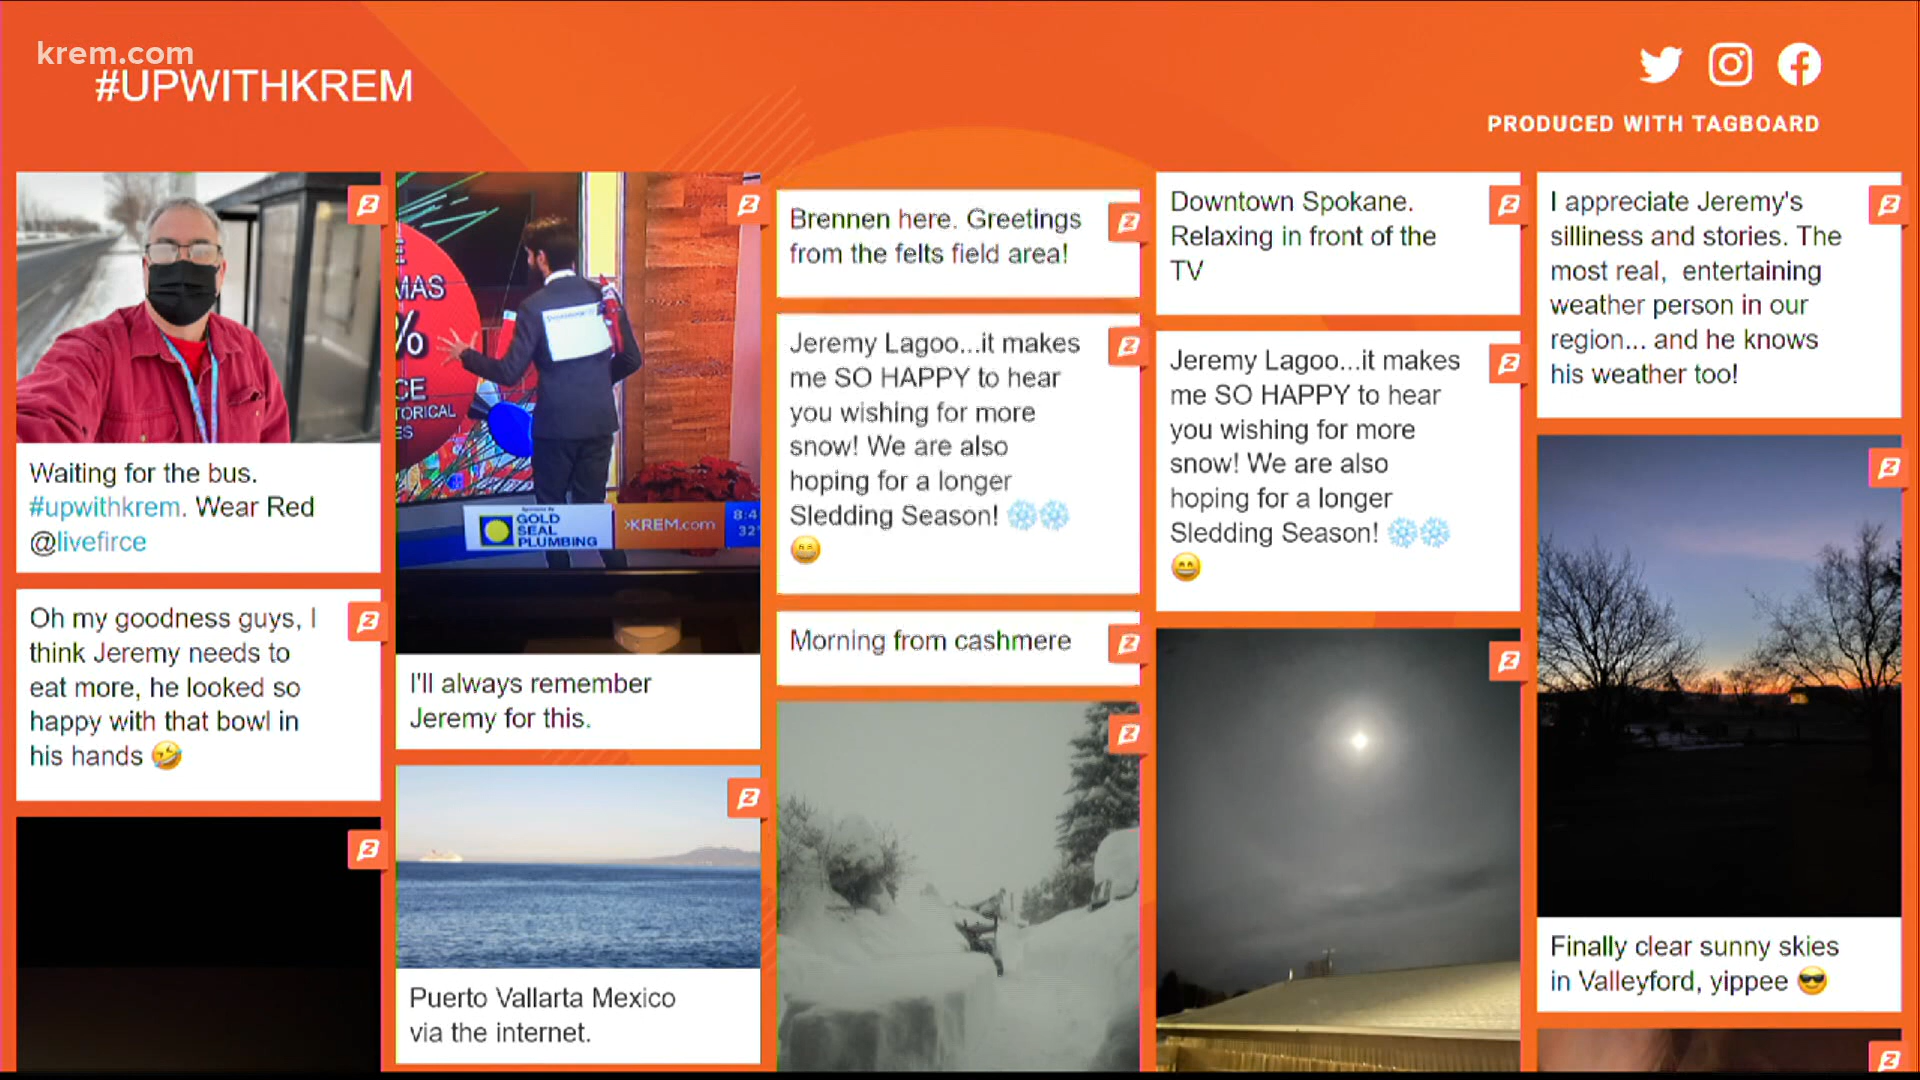 krem.com
#UPWITHKREM
PRODUCED WITH TAGBOARD
Waiting for the bus.
#upwithkrem. Wear Red
@livefirce
Oh my goodness guys, I
think Jeremy needs to
eat more, he looked so
happy with that bowl in
his hands 🤣
MAS
%
CE
TORICAL
ES
GOLD
SEAL
PLUMBING
KREM.com
8:4
32°
I'll always remember
Jeremy for this.
Puerto Vallarta Mexico
via the internet.
Brennen here. Greetings
from the felts field area!
Jeremy Lagoo...it makes
me SO HAPPY to hear
you wishing for more
snow! We are also
hoping for a longer
Sledding Season! ❄️❄️
😁
Morning from cashmere
Downtown Spokane.
Relaxing in front of the
TV
Jeremy Lagoo...it makes
me SO HAPPY to hear
you wishing for more
snow! We are also
hoping for a longer
Sledding Season! ❄️❄️
😁
I appreciate Jeremy's
silliness and stories. The
most real, entertaining
weather person in our
region... and he knows
his weather too!
Finally clear sunny skies
in Valleyford, yippee 😎